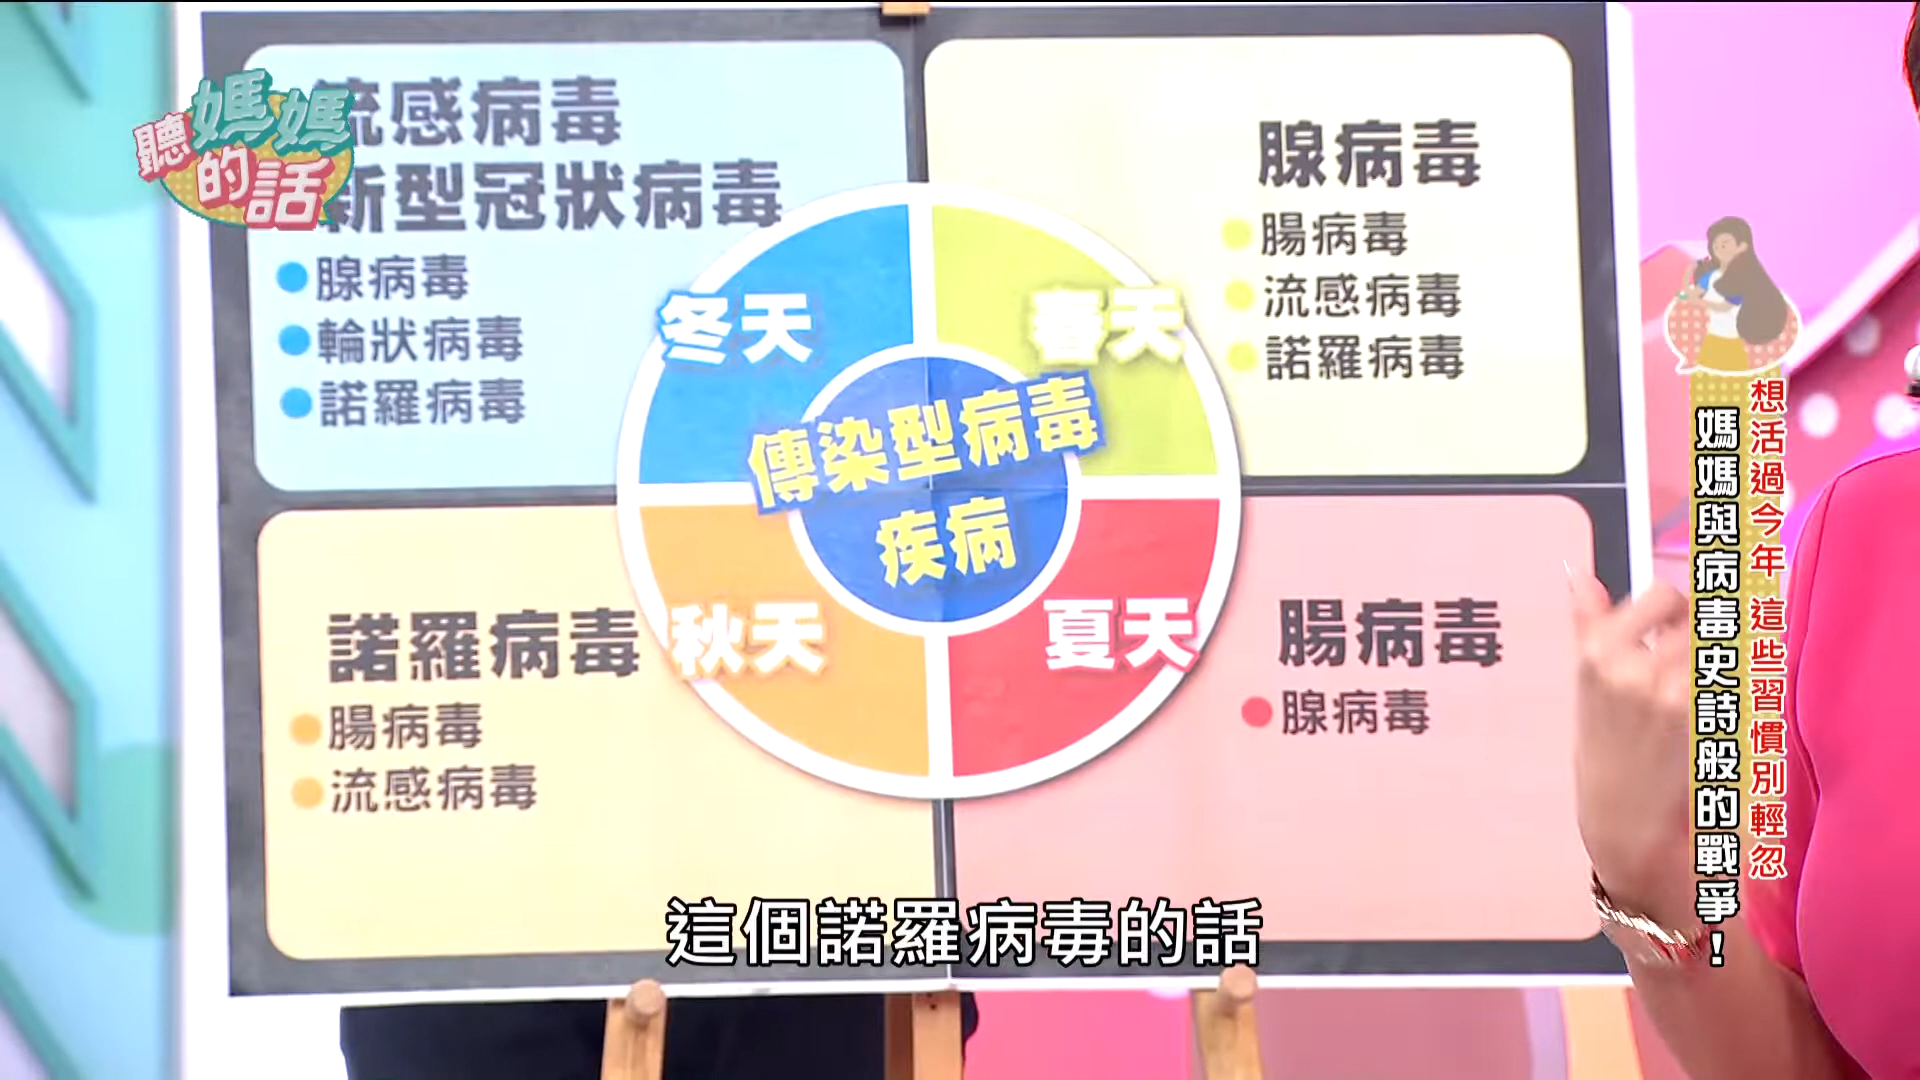 聽媽媽的話
流感病毒
新型冠狀病毒
腺病毒
輪狀病毒
諾羅病毒
腺病毒
腸病毒
流感病毒
諾羅病毒
冬天
春天
傳染型病毒
疾病
秋天
夏天
諾羅病毒
腸病毒
流感病毒
腸病毒
腺病毒
想活過今年 這些習慣別輕忽
媽媽與病毒史詩般的戰爭!
這個諾羅病毒的話